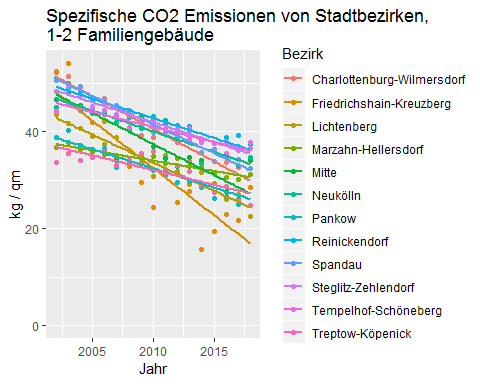 Spezifische CO2 Emissionen von Stadtbezirken,
1-2 Familiengebäude
kg / qm
40
20
0
2005
2010
2015
Jahr
Bezirk
Charlottenburg-Wilmersdorf
Friedrichshain-Kreuzberg
Lichtenberg
Marzahn-Hellersdorf
Mitte
Neukölln
Pankow
Reinickendorf
Spandau
Steglitz-Zehlendorf
Tempelhof-Schöneberg
Treptow-Köpenick